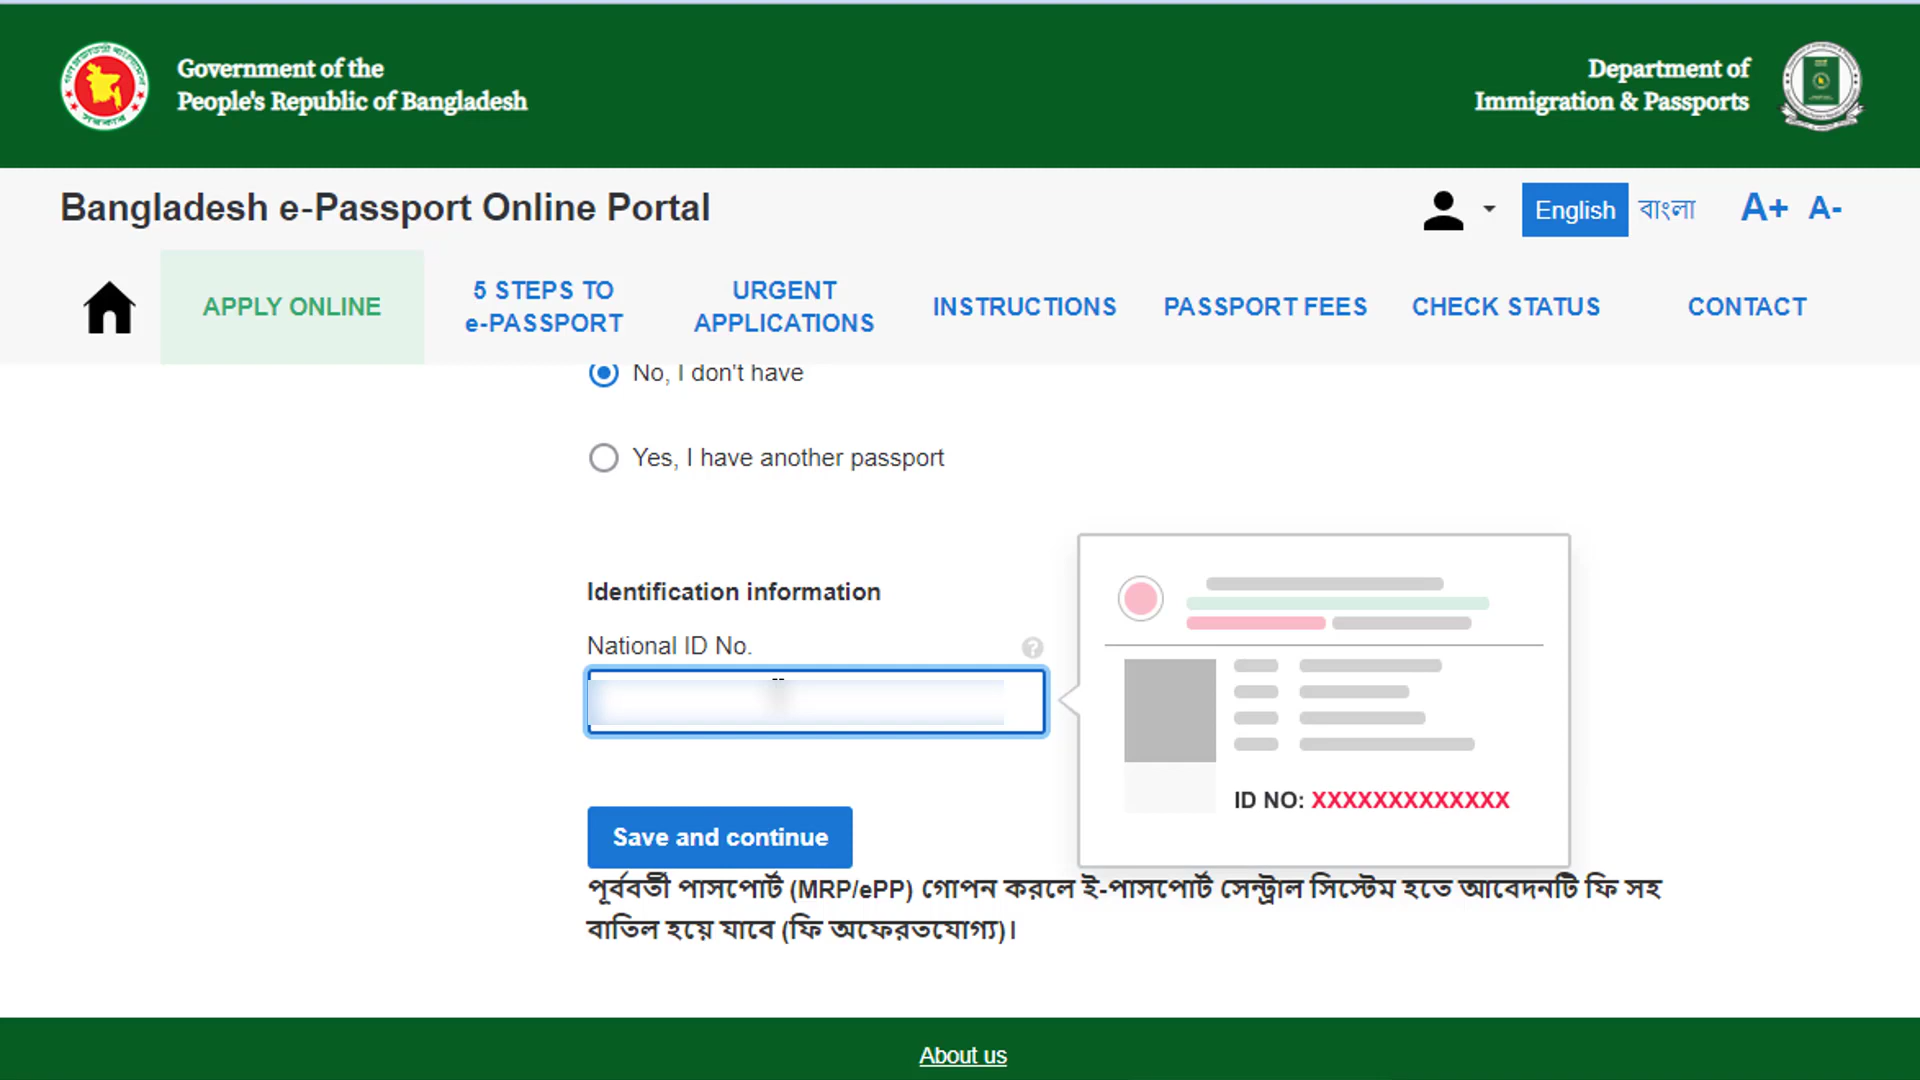 Government of the
People's Republic of Bangladesh
Department of
Immigration & Passports
Bangladesh e-Passport Online Portal
English বাংলা A+ A-
APPLY ONLINE
5 STEPS TO
e-PASSPORT
URGENT
APPLICATIONS
INSTRUCTIONS
PASSPORT FEES
CHECK STATUS
CONTACT
No, I don't have
Yes, I have another passport
Identification information
National ID No.
?
ID NO: XXXXXXXXXXXXX
Save and continue
পূর্ববর্তী পাসপোর্ট (MRP/ePP) গোপন করলে ই-পাসপোর্ট সেন্ট্রাল সিস্টেম হতে আবেদনটি ফি সহ
বাতিল হয়ে যাবে (ফি অফেরতযোগ্য)।
About us